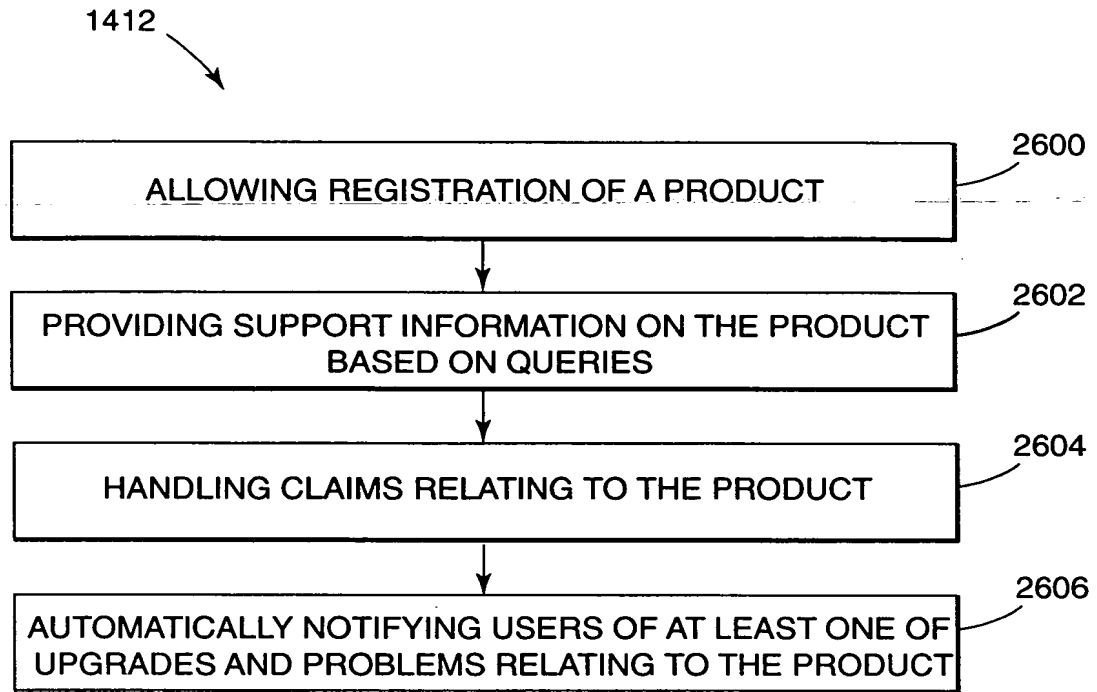 1412
2600
ALLOWING REGISTRATION OF A PRODUCT
2602
PROVIDING SUPPORT INFORMATION ON THE PRODUCT
BASED ON QUERIES
2604
HANDLING CLAIMS RELATING TO THE PRODUCT
2606
AUTOMATICALLY NOTIFYING USERS OF AT LEAST ONE OF
UPGRADES AND PROBLEMS RELATING TO THE PRODUCT